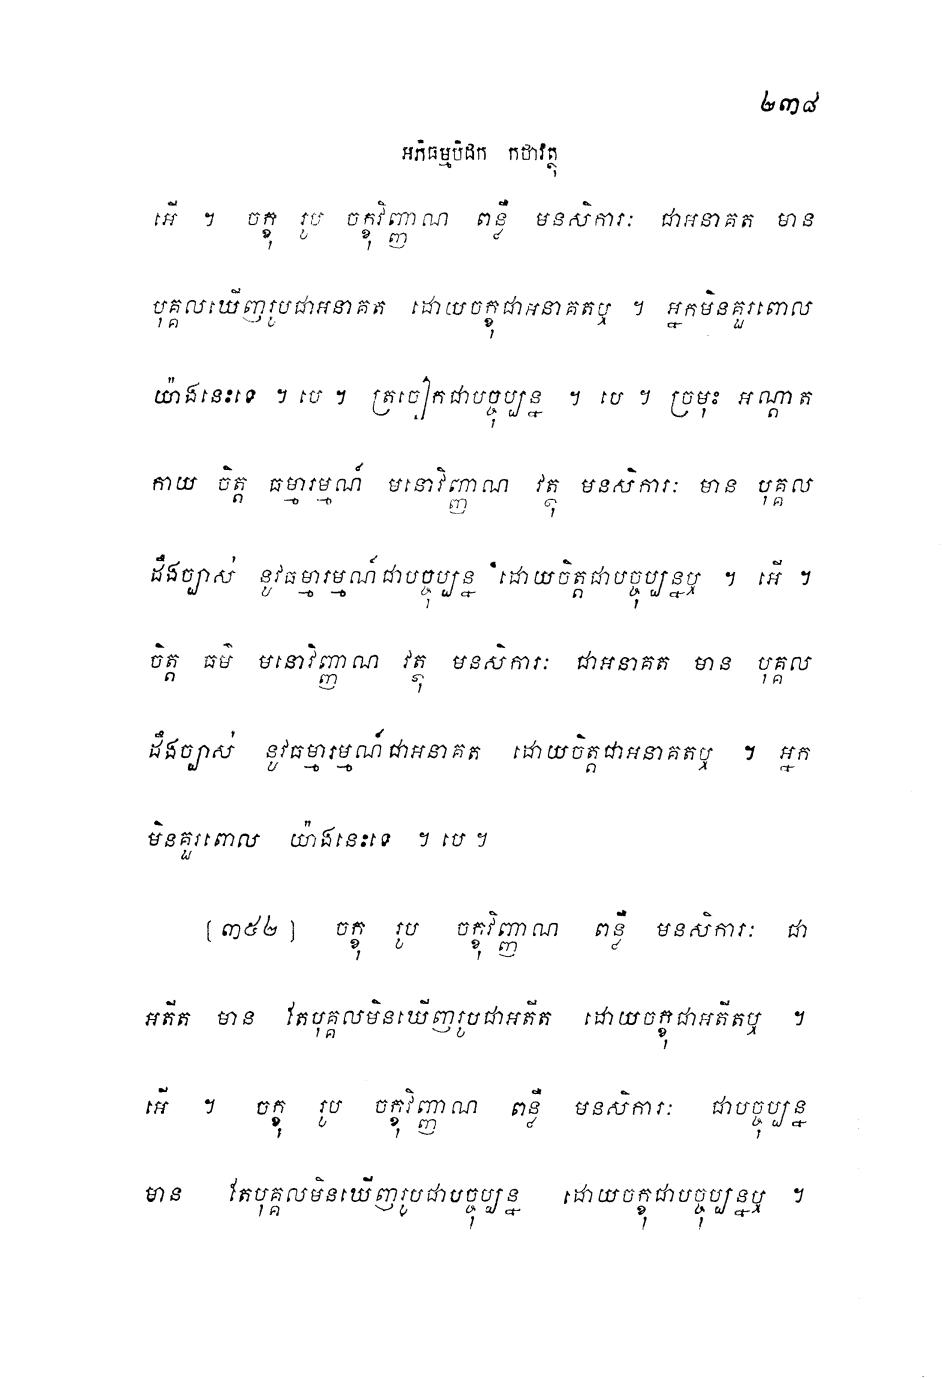 ២៣៨
អភិធម្មបិដក កថាវត្ថុ
អើ ។ ចក្ខុ រូប ចក្ខុវិញ្ញាណ ពន្លឺ មនសិការៈ ជាអនាគត មាន
បុគ្គលឃើញរូបជាអនាគត ដោយចក្ខុជាអនាគតឬ ។ អ្នកមិនគួរពោល
យ៉ាងនេះទេ ។ បេ ។ ត្រចៀកជាបច្ចុប្បន្ន ។ បេ ។ ច្រមុះ អណ្តាត
កាយ ចិត្ត ធម្មារម្មណ៍ មនោវិញ្ញាណ វត្ថុ មនសិការៈ មាន បុគ្គល
ដឹងច្បាស់ នូវធម្មារម្មណ៍ជាបច្ចុប្បន្ន ដោយចិត្តជាបច្ចុប្បន្នឬ ។ អើ ។
ចិត្ត ធម៌ មនោវិញ្ញាណ វត្ថុ មនសិការៈ ជាអនាគត មាន បុគ្គល
ដឹងច្បាស់ នូវធម្មារម្មណ៍ជាអនាគត ដោយចិត្តជាអនាគតឬ ។ អ្នក
មិនគួរពោល យ៉ាងនេះទេ ។ បេ ។
[៣៥២] ចក្ខុ រូប ចក្ខុវិញ្ញាណ ពន្លឺ មនសិការៈ ជា
អតីត មាន តែបុគ្គលមិនឃើញរូបជាអតីត ដោយចក្ខុជាអតីតឬ ។
អើ ។ ចក្ខុ រូប ចក្ខុវិញ្ញាណ ពន្លឺ មនសិការៈ ជាបច្ចុប្បន្ន
មាន តែបុគ្គលមិនឃើញរូបជាបច្ចុប្បន្ន ដោយចក្ខុជាបច្ចុប្បន្នឬ ។